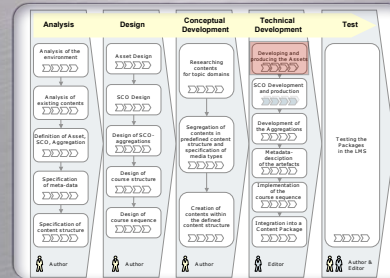 Analysis
Design
Conceptual
Development
Technical
Development
Test
Analysis of the
environment
Analysis of
existing contents
Definition of Asset,
SCO, Aggregation
Specification
of meta-data
Specification of
content structure
Author
Asset Design
SCO Design
Design of SCO-
aggregations
Design of
course structure
Design of
course sequence
Author
Researching
contents
for topic domains
Segregation of
contents in
predefined content
structure and
specification of
media types
Creation of
contents within
the defined
content structure
Author
Developing and
producing the Assets
SCO Development
and production
Development of
the Aggregations
Metadata-
desciption of
the artefacts
Implementation of
the course
sequence
Integration into a
Content Package
Editor
Testing the
Packages
in the LMS
Author &
Editor